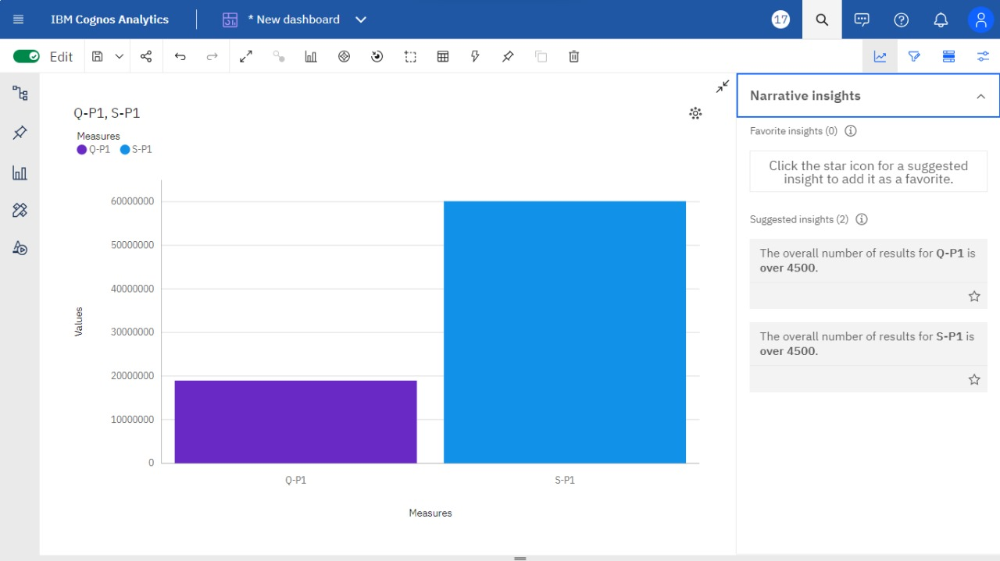 IBM Cognos Analytics
* New dashboard
17
Edit
Q-P1, S-P1
Measures
Q-P1 S-P1
60000000
50000000
40000000
30000000
20000000
10000000
0
Values
Q-P1 S-P1
Measures
Narrative insights
Favorite insights (0)
Click the star icon for a suggested
insight to add it as a favorite.
Suggested insights (2)
The overall number of results for Q-P1 is
over 4500.
The overall number of results for S-P1 is
over 4500.